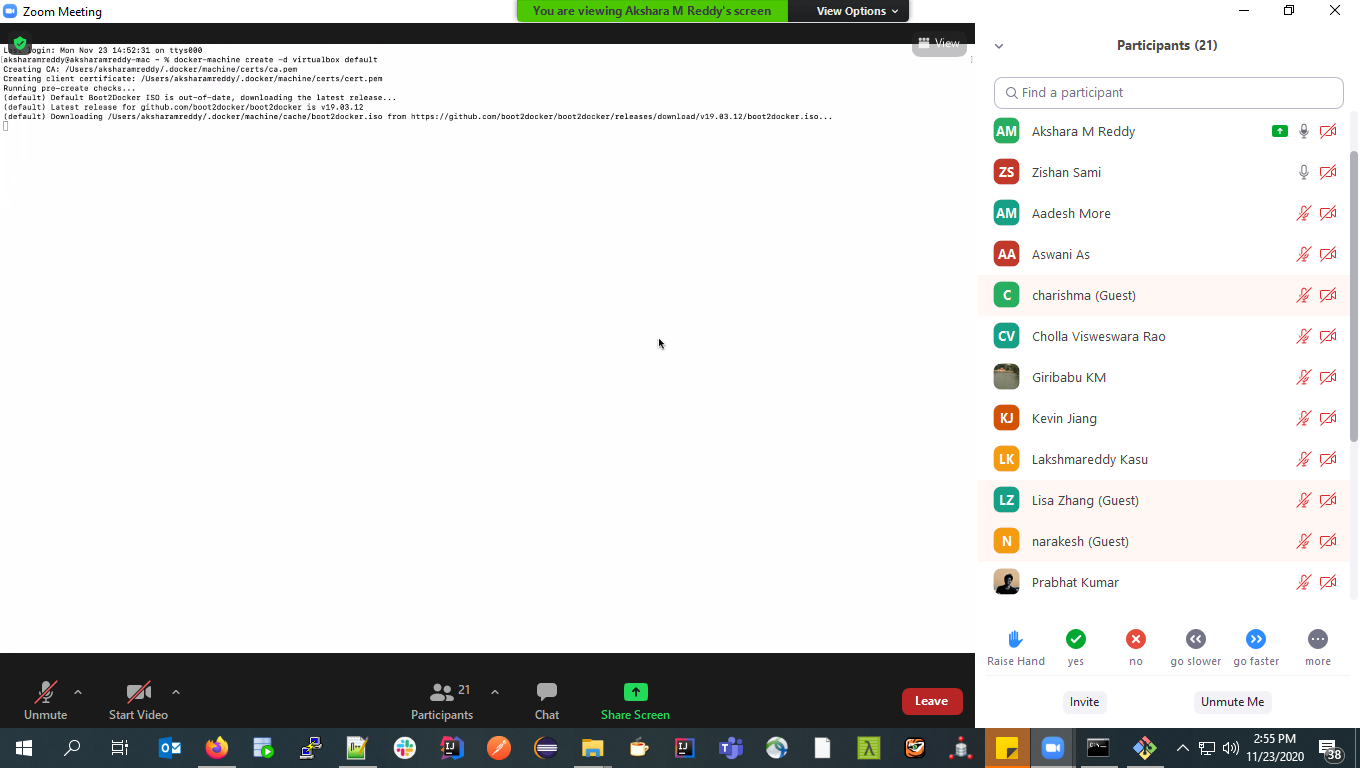 Zoom Meeting
You are viewing Akshara M Reddy's screen
View Options
View
Last login: Mon Nov 23 14:52:31 on ttys000
aksharamreddy@aksharamreddy-mac ~ % docker-machine create -d virtualbox default
Creating CA: /Users/aksharamreddy/.docker/machine/certs/ca.pem
Creating client certificate: /Users/aksharamreddy/.docker/machine/certs/cert.pem
Running pre-create checks...
(default) Default Boot2Docker ISO is out-of-date, downloading the latest release...
(default) Latest release for github.com/boot2docker/boot2docker is v19.03.12
(default) Downloading /Users/aksharamreddy/.docker/machine/cache/boot2docker.iso from https://github.com/boot2docker/boot2docker/releases/download/v19.03.12/boot2docker.iso...
Participants (21)
Find a participant
AM Akshara M Reddy
ZS Zishan Sami
AM Aadesh More
AA Aswani As
C charishma (Guest)
CV Cholla Visweswara Rao
Giribabu KM
KJ Kevin Jiang
LK Lakshmareddy Kasu
LZ Lisa Zhang (Guest)
N narakesh (Guest)
Prabhat Kumar
Raise Hand yes no go slower go faster more
Invite Unmute Me
Unmute Start Video Participants 21 Chat Share Screen Leave
2:55 PM
11/23/2020
38